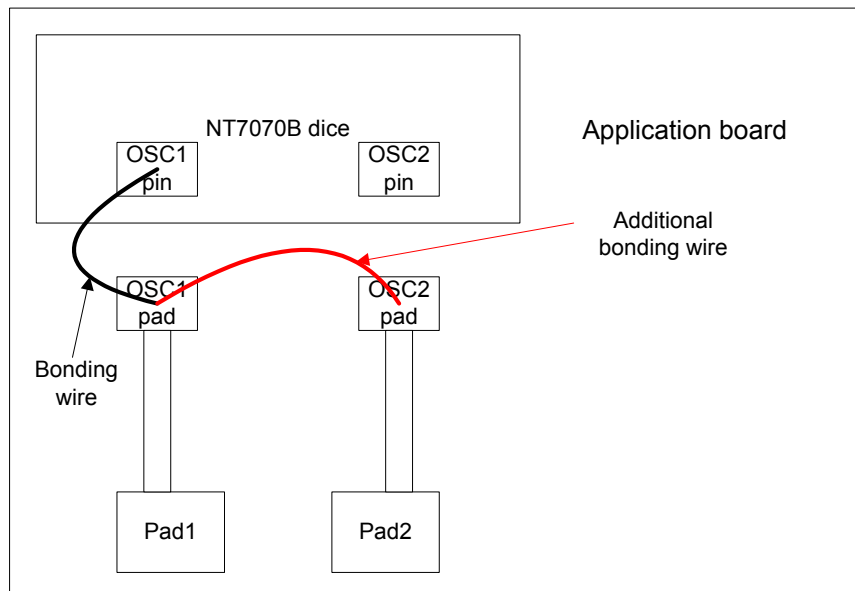 NT7070B dice
Application board
OSC1
pin
OSC2
pin
Additional
bonding wire
OSC1
pad
OSC2
pad
Bonding
wire
Pad1
Pad2